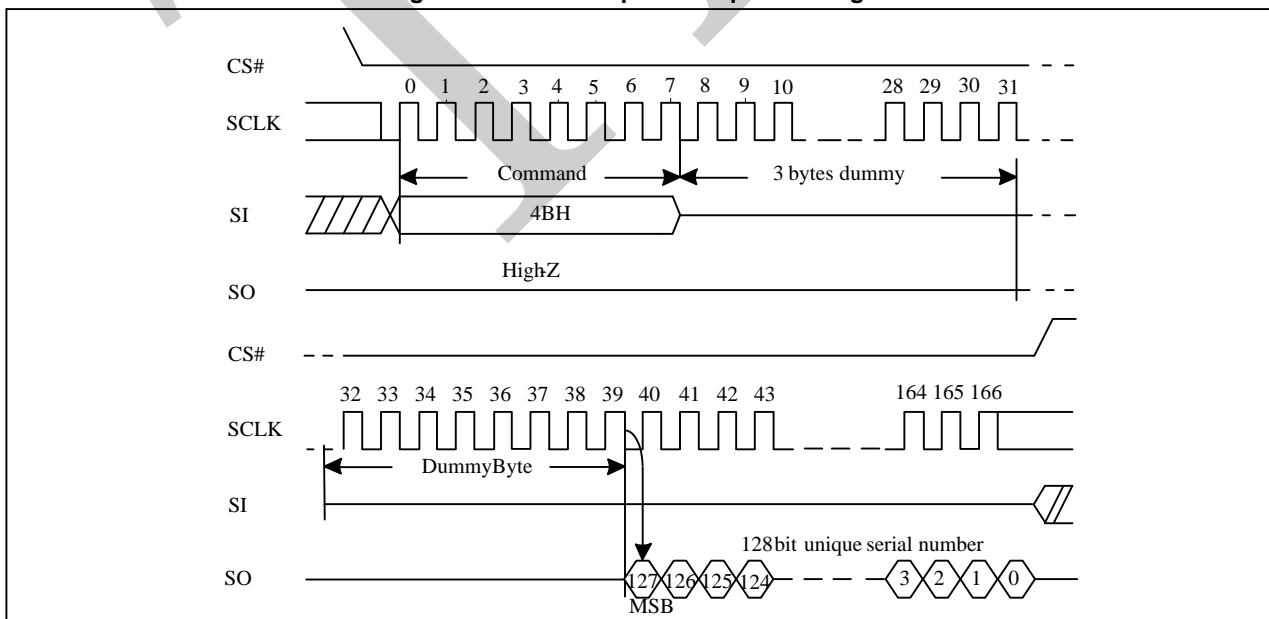 CS#
0 1 2 3 4 5 6 7 8 9 10 28 29 30 31
SCLK
Command 3 bytes dummy
SI 4BH
High-Z
SO
CS#
32 33 34 35 36 37 38 39 40 41 42 43 164 165 166
SCLK
DummyByte
SI
128bit unique serial number
SO 127 126 125 124 3 2 1 0
MSB